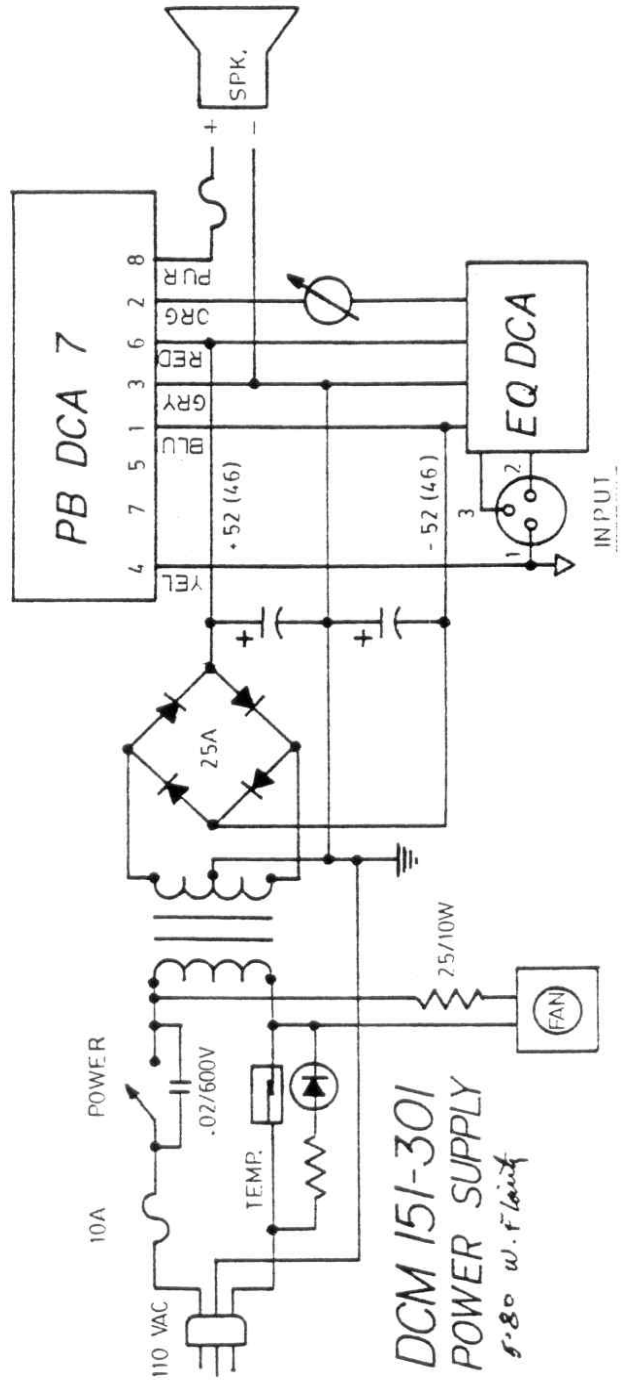 110 VAC
10A
POWER
.02/600V
TEMP.
25A
25/10W
FAN
+52 (46)
-52 (46)
PB DCA 7
4 7 5 1 3 6 2 8
YEL BLU GRY RED ORG PUR
+
+
+
-
SPK.
EQ DCA
1 3 2
INPUT
DCM 151-301
POWER SUPPLY
5·80 W.